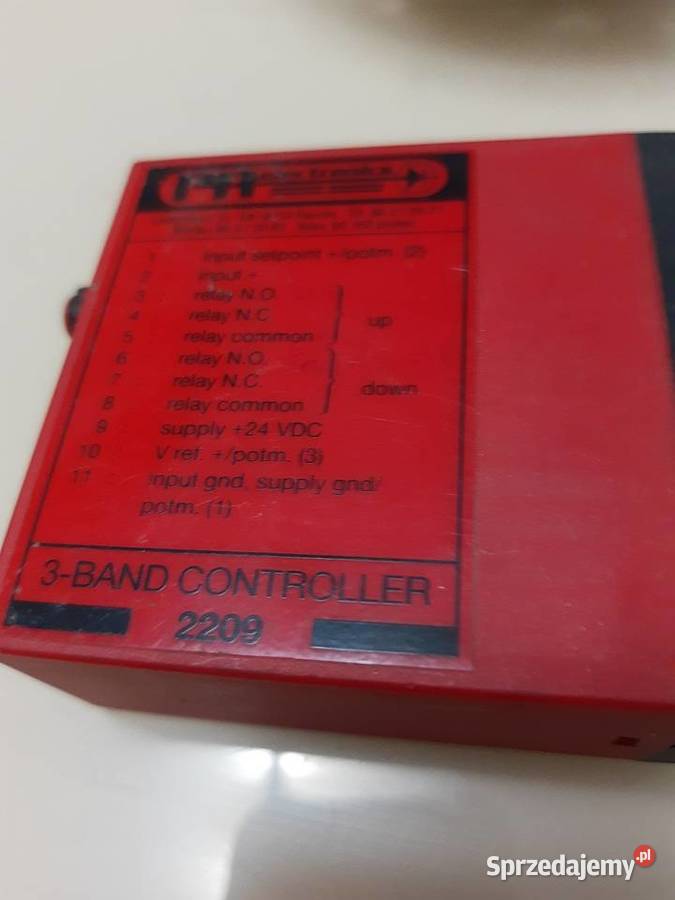 PR electronics
1 input setpoint +/potm. (2)
2 input +
3 relay N.O.
4 relay N.C.
5 relay common
up
6 relay N.O.
7 relay N.C.
8 relay common
down
9 supply +24 VDC
10 V ref. +/potm. (3)
11 input gnd, supply gnd/
potm. (1)
3-BAND CONTROLLER
2209
Sprzedajemy.pl